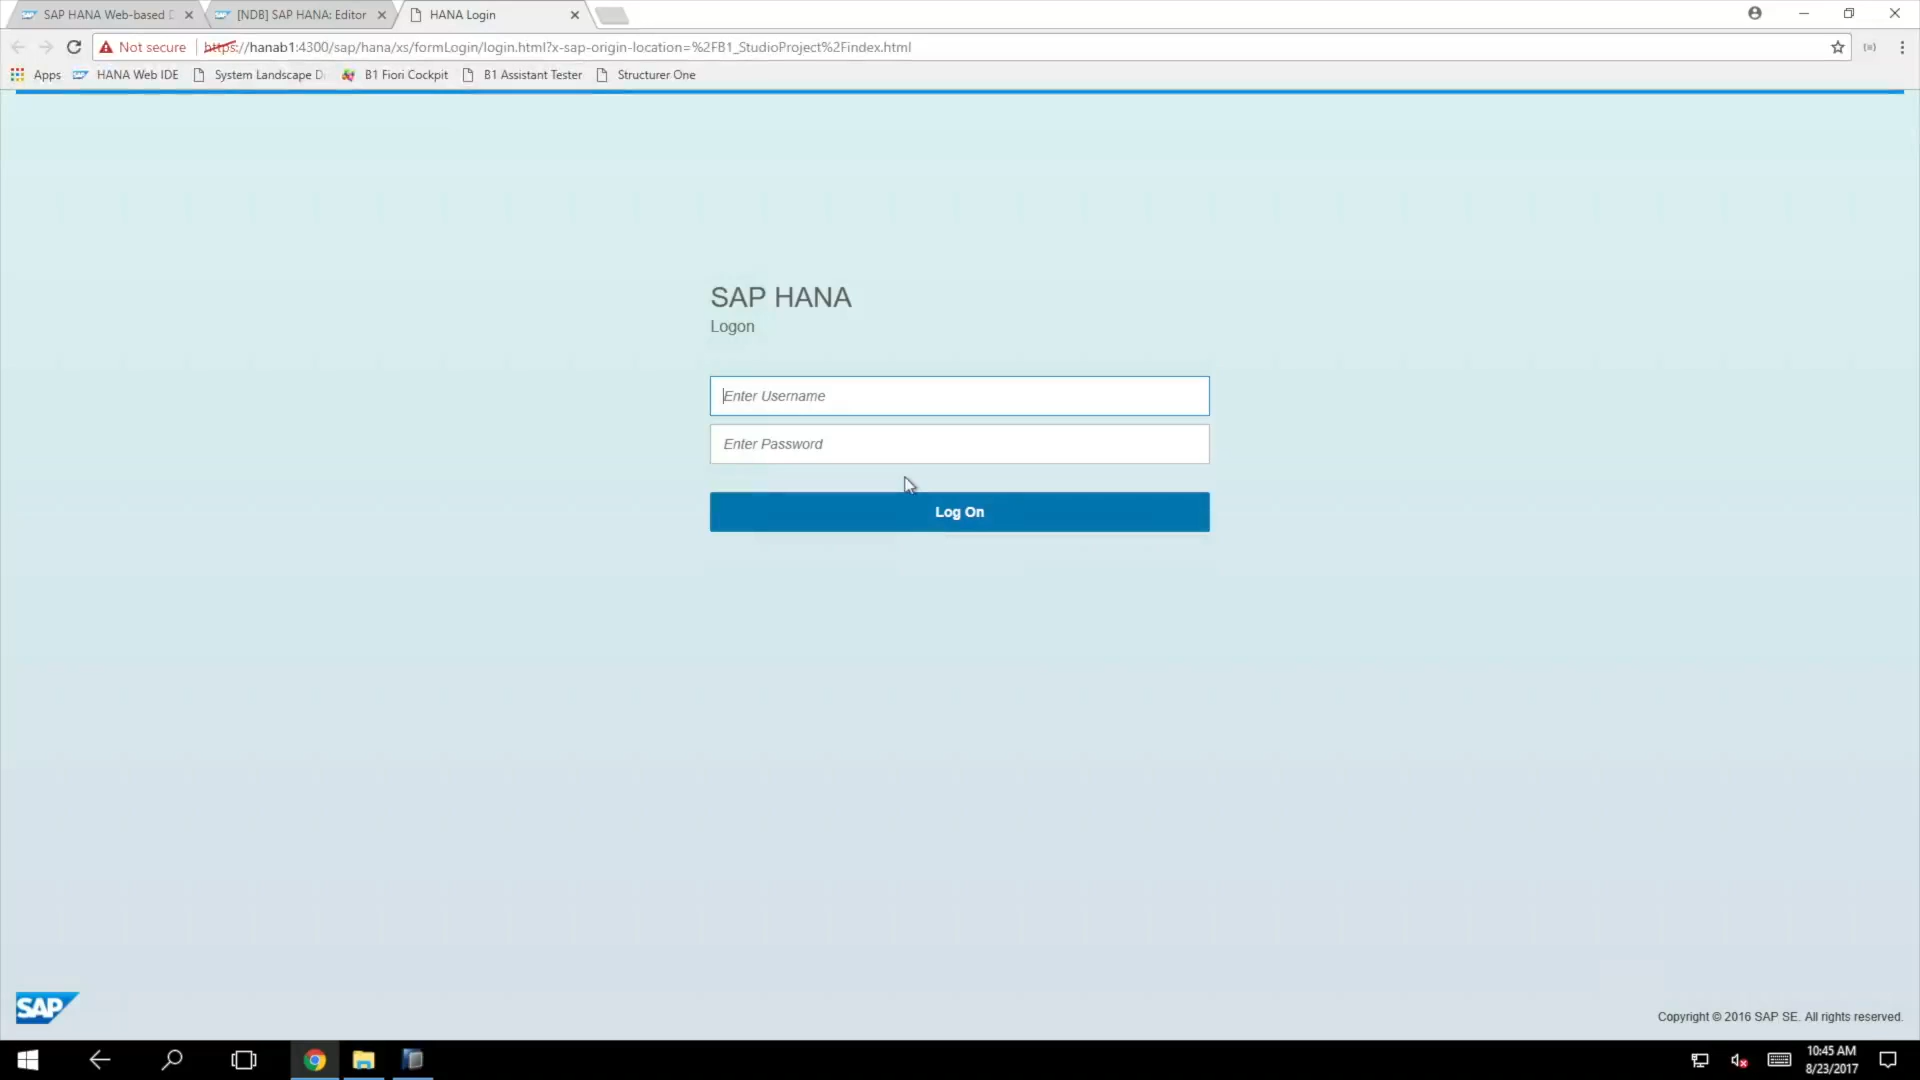 SAP HANA Web-based D
[NDB] SAP HANA: Editor
HANA Login
Not secure
https://hanab1:4300/sap/hana/xs/formLogin/login.html?x-sap-origin-location=%2FB1_StudioProject%2Findex.html
Apps
HANA Web IDE
System Landscape D
B1 Fiori Cockpit
B1 Assistant Tester
Structurer One
SAP HANA
Logon
Enter Username
Enter Password
Log On
SAP
Copyright © 2016 SAP SE. All rights reserved.
10:45 AM
8/23/2017